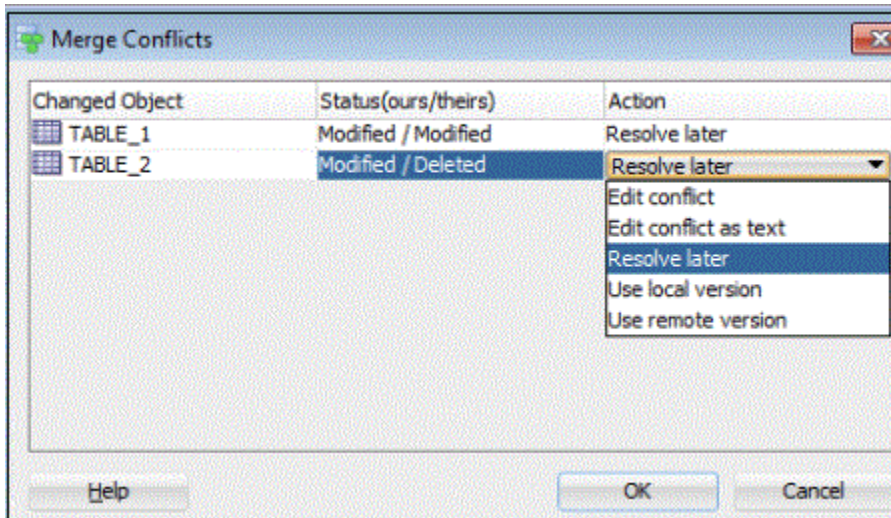 Merge Conflicts
Changed Object Status(ours/theirs) Action
TABLE_1 Modified / Modified Resolve later
TABLE_2 Modified / Deleted Resolve later
Edit conflict
Edit conflict as text
Resolve later
Use local version
Use remote version
Help OK Cancel